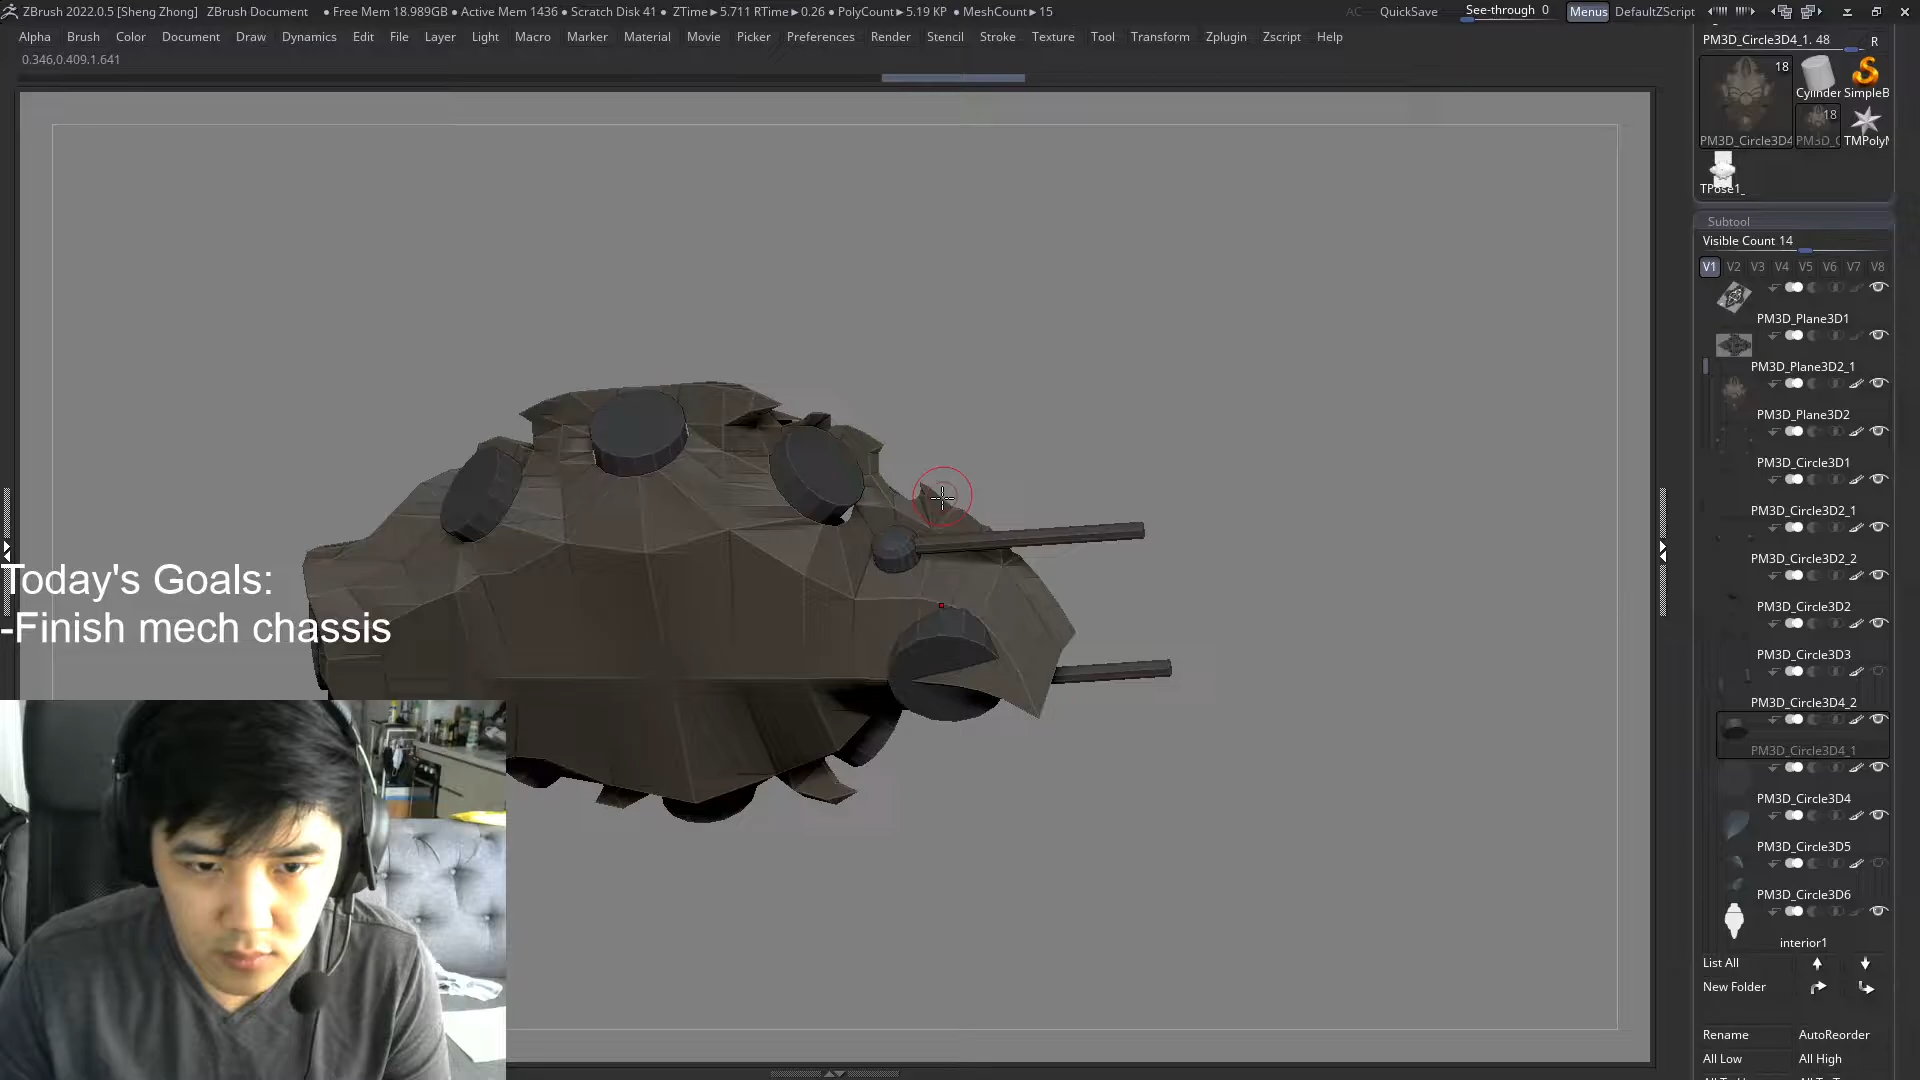 ZBrush 2022.0.5 [Sheng Zhong] ZBrush Document ● Free Mem 18.989GB ● Active Mem 1436 ● Scratch Disk 41 ● ZTime►5.711 RTime►0.26 ● PolyCount►5.19 KP ● MeshCount►15 AC QuickSave See-through 0 Menus DefaultZScript
Alpha Brush Color Document Draw Dynamics Edit File Layer Light Macro Marker Material Movie Picker Preferences Render Stencil Stroke Texture Tool Transform Zplugin Zscript Help
0.346,0.409,1.641
Today's Goals:
-Finish mech chassis
PM3D_Circle3D4_1. 48 R
18
Cylinder SimpleB
18
PM3D_Circle3D4 PM3D_C TMPolyM
TPose1_
Subtool
Visible Count 14
V1 V2 V3 V4 V5 V6 V7 V8
PM3D_Plane3D1
PM3D_Plane3D2_1
PM3D_Plane3D2
PM3D_Circle3D1
PM3D_Circle3D2_1
PM3D_Circle3D2_2
PM3D_Circle3D2
PM3D_Circle3D3
PM3D_Circle3D4_2
PM3D_Circle3D4_1
PM3D_Circle3D4
PM3D_Circle3D5
PM3D_Circle3D6
interior1
List All
New Folder
Rename AutoReorder
All Low All High